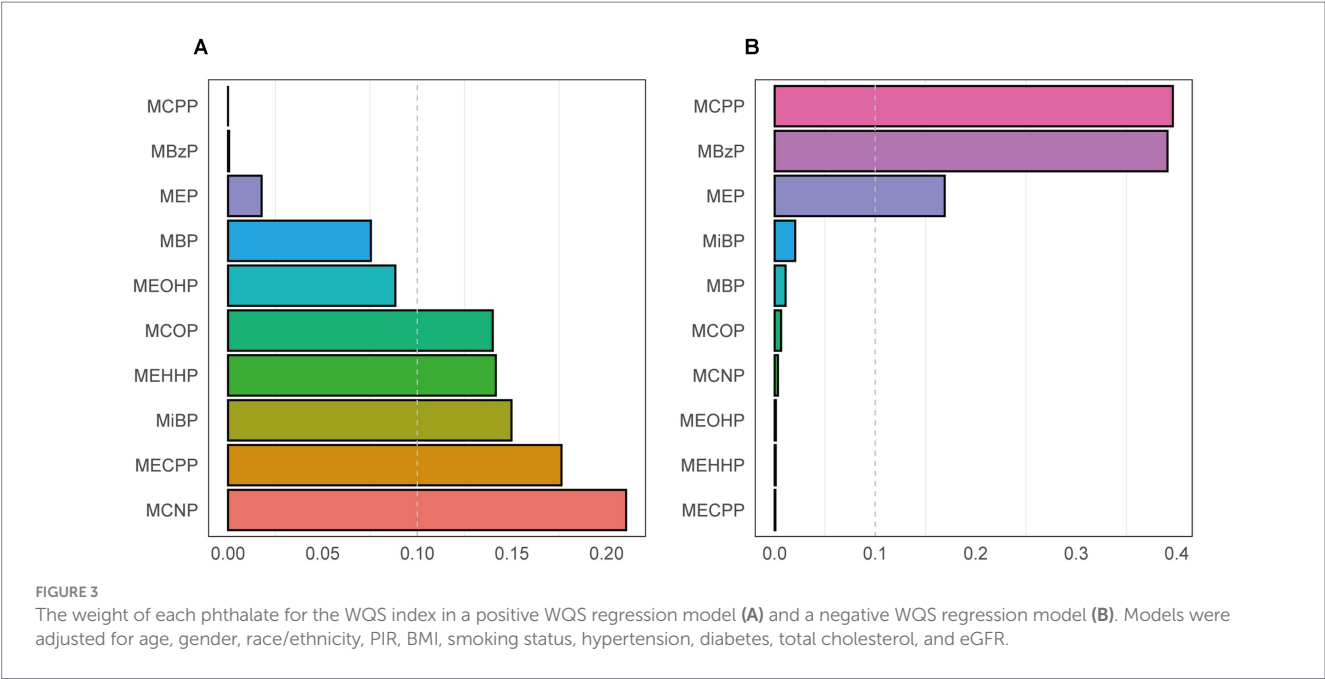 A
MCPP
MBzP
MEP
MBP
MEOHP
MCOP
MEHHP
MiBP
MECPP
MCNP
0.00 0.05 0.10 0.15 0.20
B
MCPP
MBzP
MEP
MiBP
MBP
MCOP
MCNP
MEOHP
MEHHP
MECPP
0.0 0.1 0.2 0.3 0.4
FIGURE 3
The weight of each phthalate for the WQS index in a positive WQS regression model (A) and a negative WQS regression model (B). Models were
adjusted for age, gender, race/ethnicity, PIR, BMI, smoking status, hypertension, diabetes, total cholesterol, and eGFR.